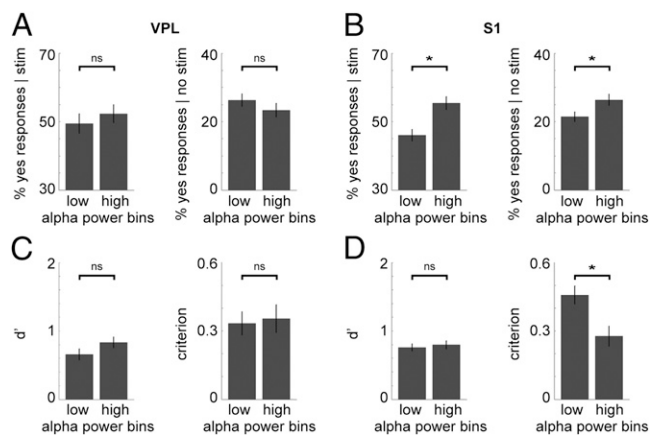 A
VPL
B
S1
% yes responses | stim
70
50
30
ns
low high
alpha power bins
% yes responses | no stim
40
20
0
ns
low high
alpha power bins
% yes responses | stim
70
50
30
*
low high
alpha power bins
% yes responses | no stim
40
20
0
*
low high
alpha power bins
C
d'
2
1
0
ns
low high
alpha power bins
criterion
0.6
0.3
0
ns
low high
alpha power bins
D
d'
2
1
0
ns
low high
alpha power bins
criterion
0.6
0.3
0
*
low high
alpha power bins